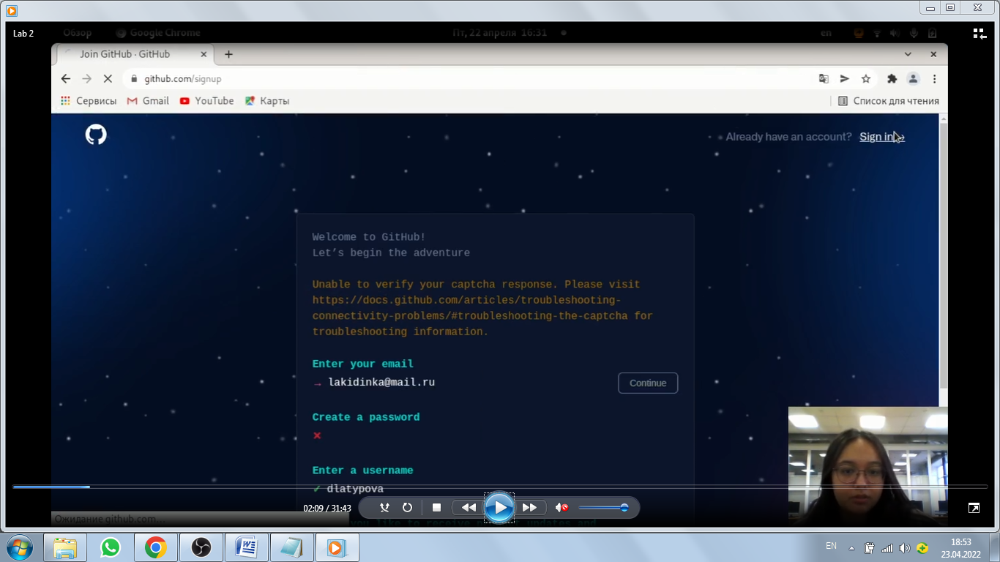 Lab 2
Обзор
Google Chrome
Пт, 22 апреля 16:31
en
Join GitHub · GitHub
github.com/signup
Сервисы
Gmail
YouTube
Карты
Список для чтения
Already have an account? Sign in
Welcome to GitHub!
Let's begin the adventure
Unable to verify your captcha response. Please visit
https://docs.github.com/articles/troubleshooting-
connectivity-problems/#troubleshooting-the-captcha for
troubleshooting information.
Enter your email
→ lakidinka@mail.ru
Continue
Create a password
Enter a username
✓ dlatypova
02:09 / 31:43
you like to receive updates and
Ожидание github.com...
EN
18:53
23.04.2022